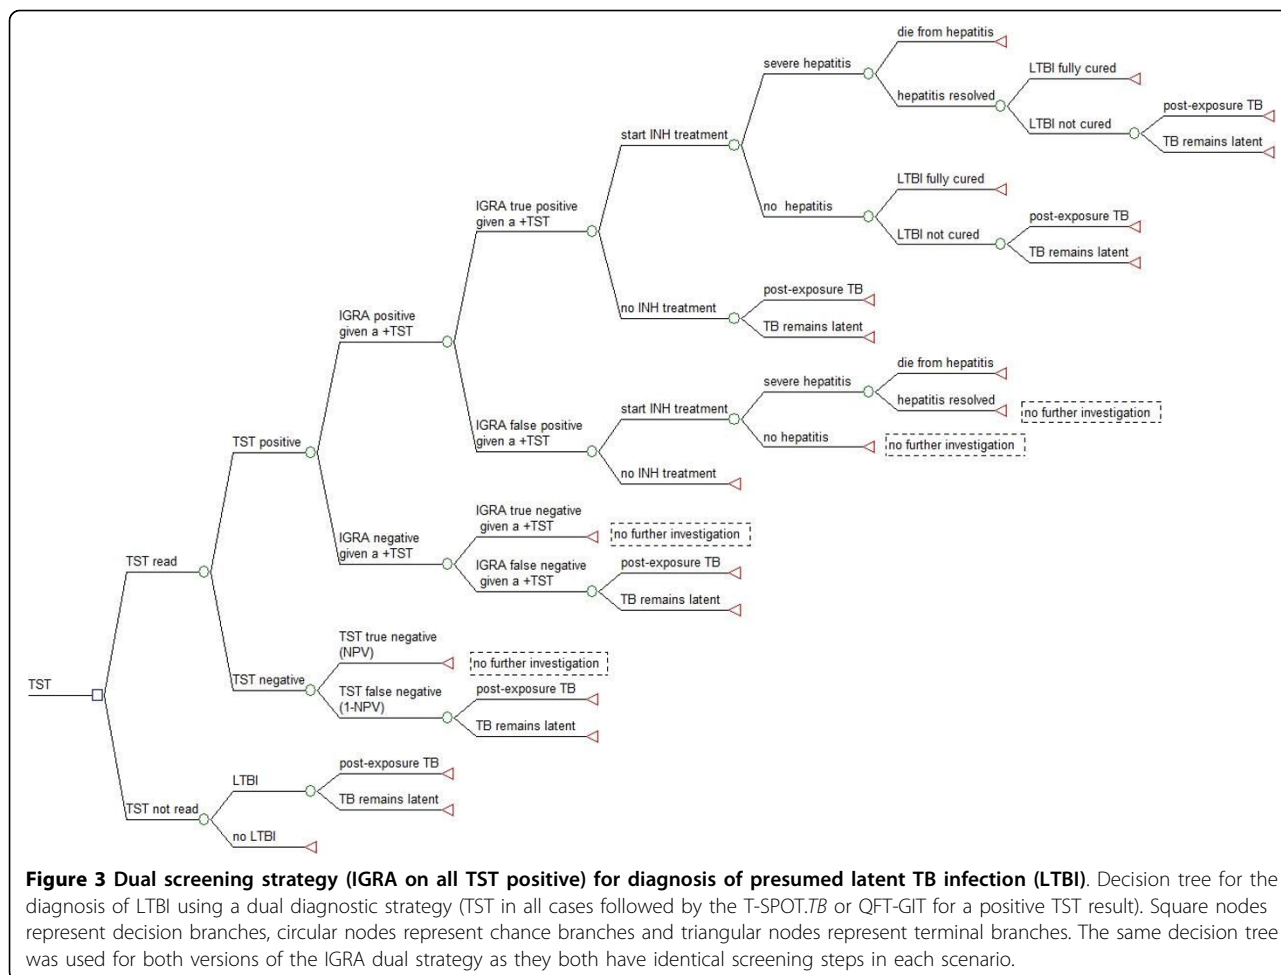 die from hepatitis
severe hepatitis
LTBI fully cured
hepatitis resolved
post-exposure TB
LTBI not cured
start INH treatment
TB remains latent
LTBI fully cured
IGRA true positive
given a +TST
no hepatitis
post-exposure TB
LTBI not cured
TB remains latent
post-exposure TB
no INH treatment
IGRA positive
given a +TST
TB remains latent
die from hepatitis
severe hepatitis
hepatitis resolved
start INH treatment
no further investigation
IGRA false positive
given a +TST
TST positive
no hepatitis
no further investigation
no INH treatment
IGRA true negative
given a +TST
no further investigation
IGRA negative
given a +TST
TST read
post-exposure TB
IGRA false negative
given a +TST
TB remains latent
TST true negative
(NPV)
no further investigation
TST
TST negative
TST false negative
(1-NPV)
post-exposure TB
TB remains latent
post-exposure TB
LTBI
TST not read
TB remains latent
no LTBI
Figure 3 Dual screening strategy (IGRA on all TST positive) for diagnosis of presumed latent TB infection (LTBI). Decision tree for the
diagnosis of LTBI using a dual diagnostic strategy (TST in all cases followed by the T-SPOT.TB or QFT-GIT for a positive TST result). Square nodes
represent decision branches, circular nodes represent chance branches and triangular nodes represent terminal branches. The same decision tree
was used for both versions of the IGRA dual strategy as they both have identical screening steps in each scenario.